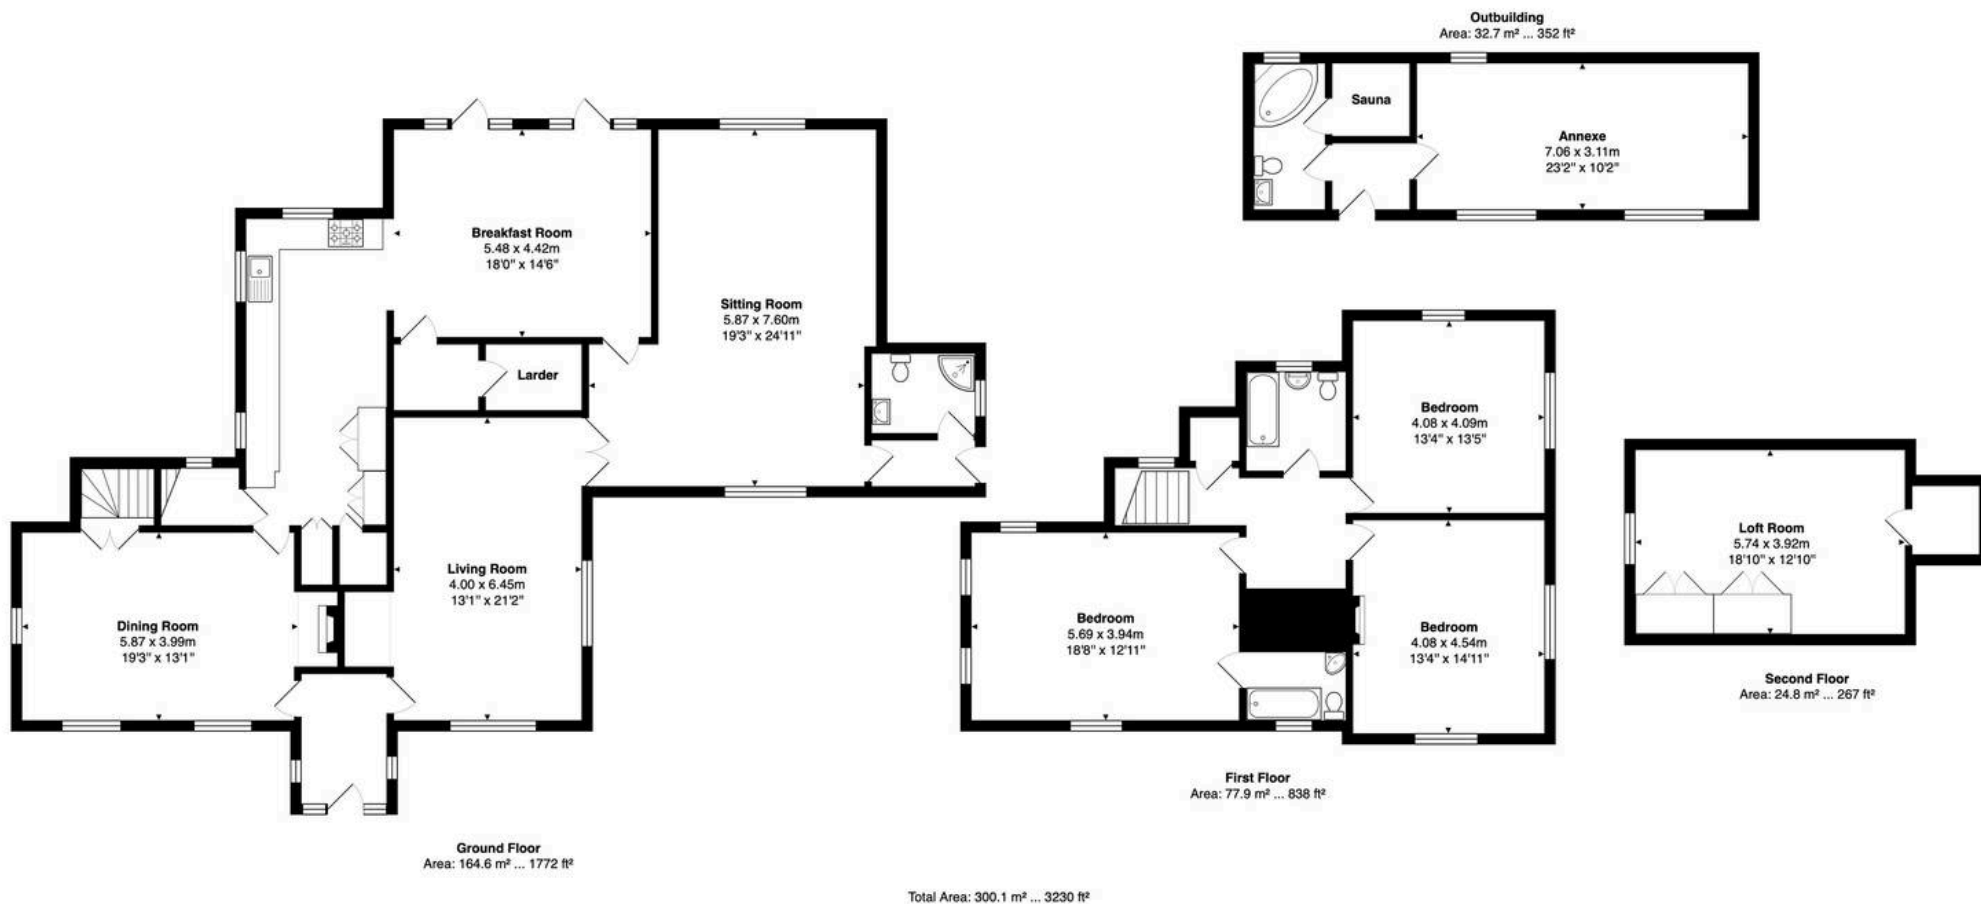 Outbuilding
Area: 32.7 m² ... 352 ft²
Sauna
Annexe
7.06 x 3.11m
23'2" x 10'2"
Breakfast Room
5.48 x 4.42m
18'0" x 14'6"
Sitting Room
5.87 x 7.60m
19'3" x 24'11"
Larder
Living Room
4.00 x 6.45m
13'1" x 21'2"
Dining Room
5.87 x 3.99m
19'3" x 13'1"
Ground Floor
Area: 164.6 m² ... 1772 ft²
Bedroom
4.08 x 4.09m
13'4" x 13'5"
Bedroom
5.69 x 3.94m
18'8" x 12'11"
Bedroom
4.08 x 4.54m
13'4" x 14'11"
First Floor
Area: 77.9 m² ... 838 ft²
Loft Room
5.74 x 3.92m
18'10" x 12'10"
Second Floor
Area: 24.8 m² ... 267 ft²
Total Area: 300.1 m² ... 3230 ft²